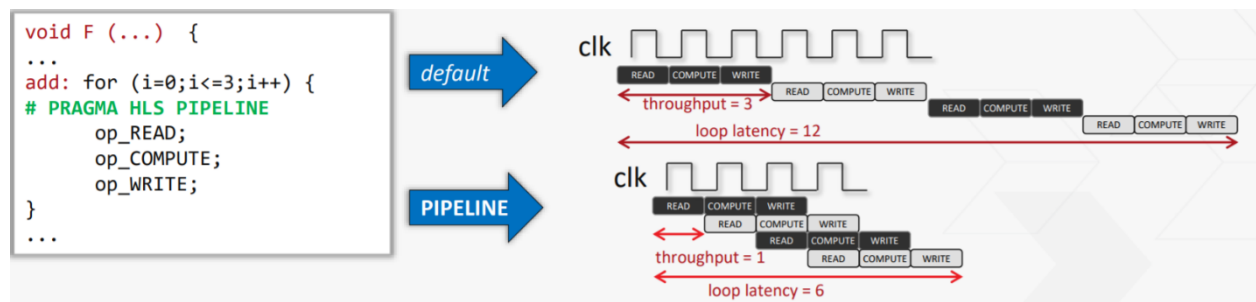 void F (...) {
...
add: for (i=0;i<=3;i++) {
# PRAGMA HLS PIPELINE
op_READ;
op_COMPUTE;
op_WRITE;
}
...
default
clk
READ COMPUTE WRITE
READ COMPUTE WRITE
throughput = 3
READ COMPUTE WRITE
READ COMPUTE WRITE
loop latency = 12
PIPELINE
clk
READ COMPUTE WRITE
READ COMPUTE WRITE
READ COMPUTE WRITE
READ COMPUTE WRITE
throughput = 1
loop latency = 6